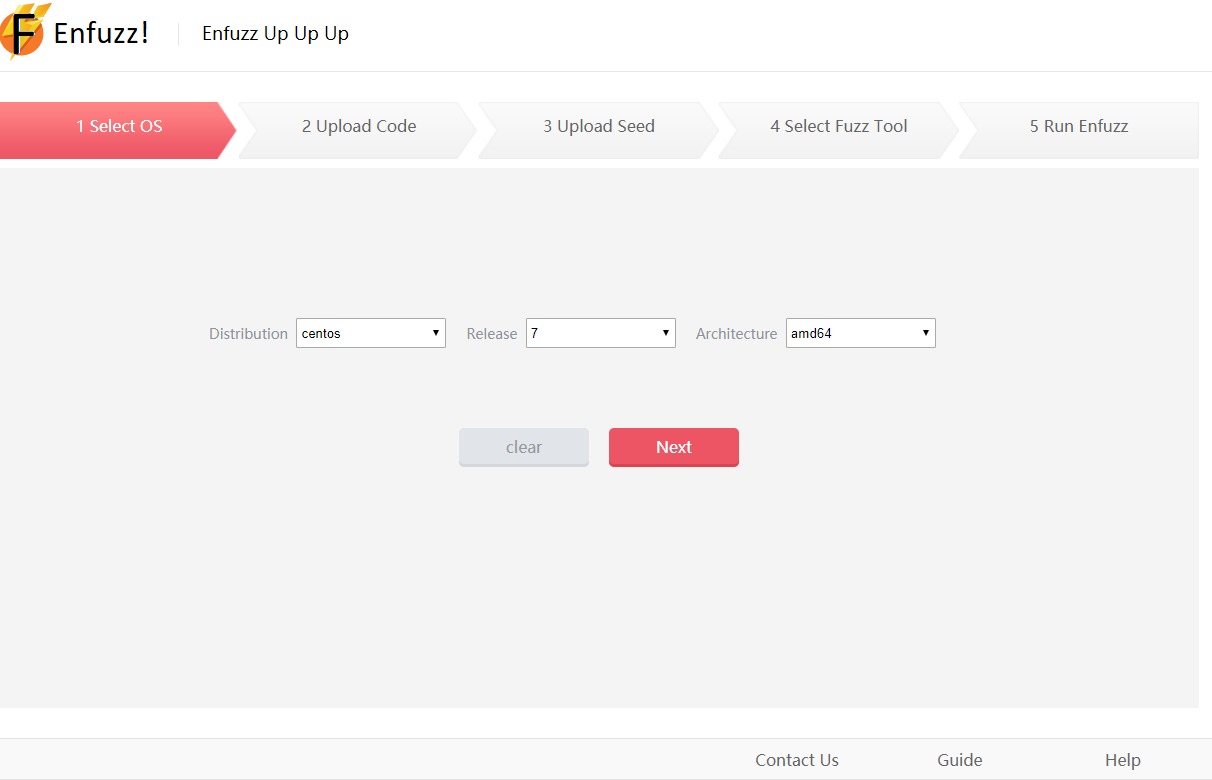 F Enfuzz! Enfuzz Up Up Up
1 Select OS 2 Upload Code 3 Upload Seed 4 Select Fuzz Tool 5 Run Enfuzz
Distribution centos Release 7 Architecture amd64
clear Next
Contact Us Guide Help